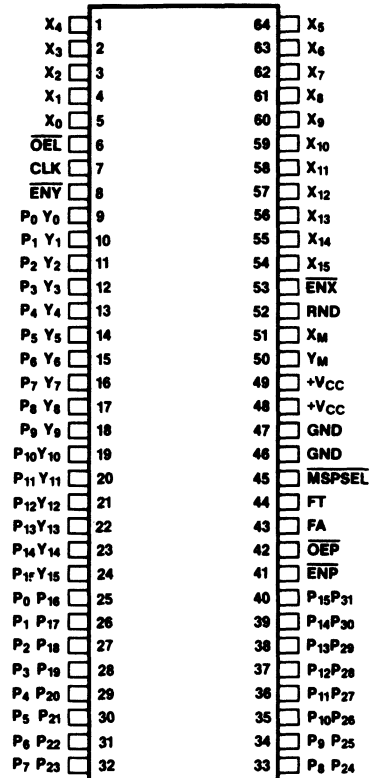 X4 1 64 X5
X3 2 63 X6
X2 3 62 X7
X1 4 61 X8
X0 5 60 X9
OEL 6 59 X10
CLK 7 58 X11
ENY 8 57 X12
P0 Y0 9 56 X13
P1 Y1 10 55 X14
P2 Y2 11 54 X15
P3 Y3 12 53 ENX
P4 Y4 13 52 RND
P5 Y5 14 51 XM
P6 Y6 15 50 YM
P7 Y7 16 49 +VCC
P8 Y8 17 48 +VCC
P9 Y9 18 47 GND
P10Y10 19 46 GND
P11Y11 20 45 MSPSEL
P12Y12 21 44 FT
P13Y13 22 43 FA
P14Y14 23 42 OEP
P15Y15 24 41 ENP
P0 P16 25 40 P15P31
P1 P17 26 39 P14P30
P2 P18 27 38 P13P29
P3 P19 28 37 P12P28
P4 P20 29 36 P11P27
P5 P21 30 35 P10P26
P6 P22 31 34 P9 P25
P7 P23 32 33 P8 P24